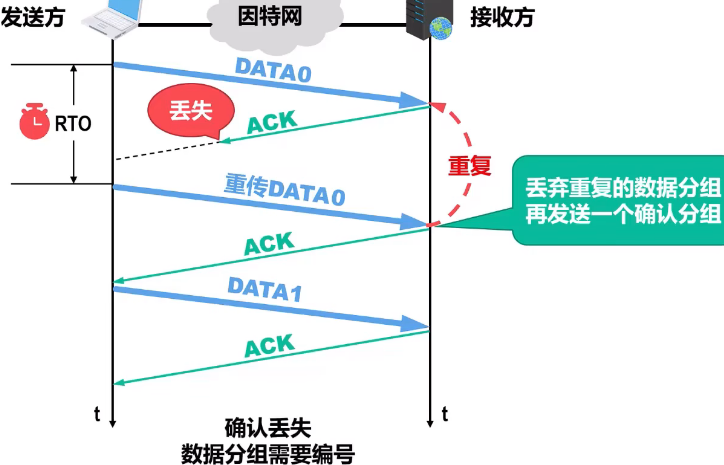 发送方
因特网
接收方
DATA0
丢失
ACK
RTO
重复
重传DATA0
丢弃重复的数据分组
再发送一个确认分组
ACK
DATA1
ACK
t
t
确认丢失
数据分组需要编号